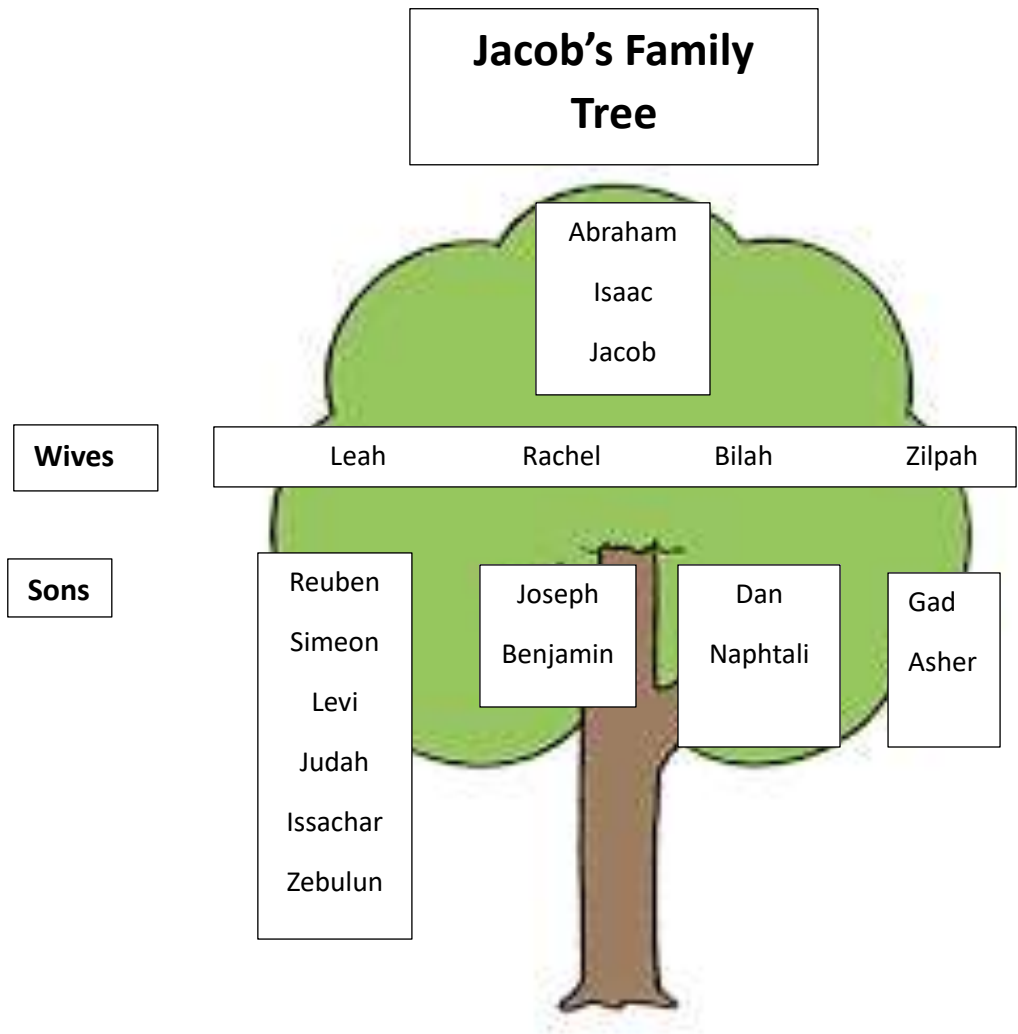 Jacob’s Family
Tree
Abraham
Isaac
Jacob
Wives
Leah Rachel Bilah Zilpah
Sons
Reuben
Simeon
Levi
Judah
Issachar
Zebulun
Joseph
Benjamin
Dan
Naphtali
Gad
Asher